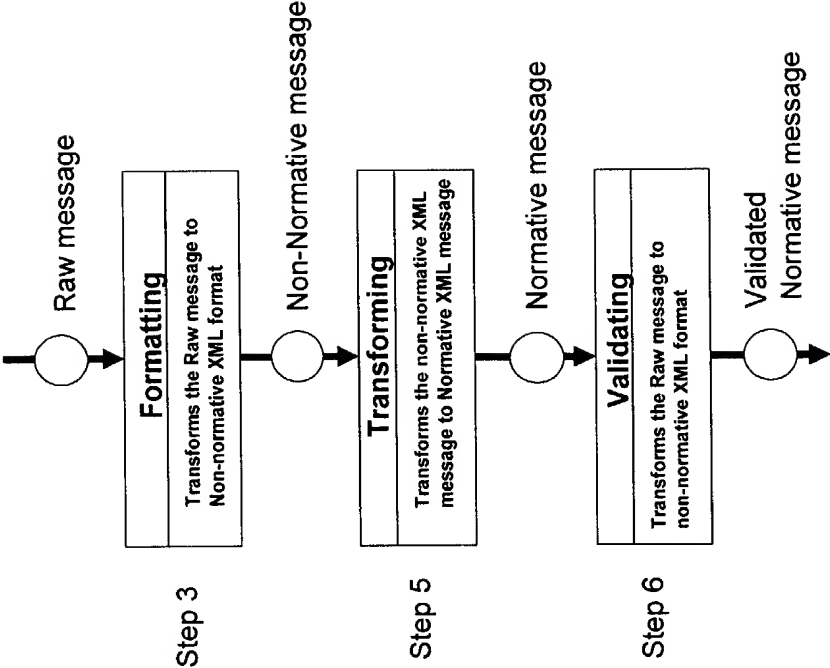 Raw message
Step 3
Formatting
Transforms the Raw message to
Non-normative XML format
Non-Normative message
Step 5
Transforming
Transforms the non-normative XML
message to Normative XML message
Normative message
Step 6
Validating
Transforms the Raw message to
non-normative XML format
Validated
Normative message